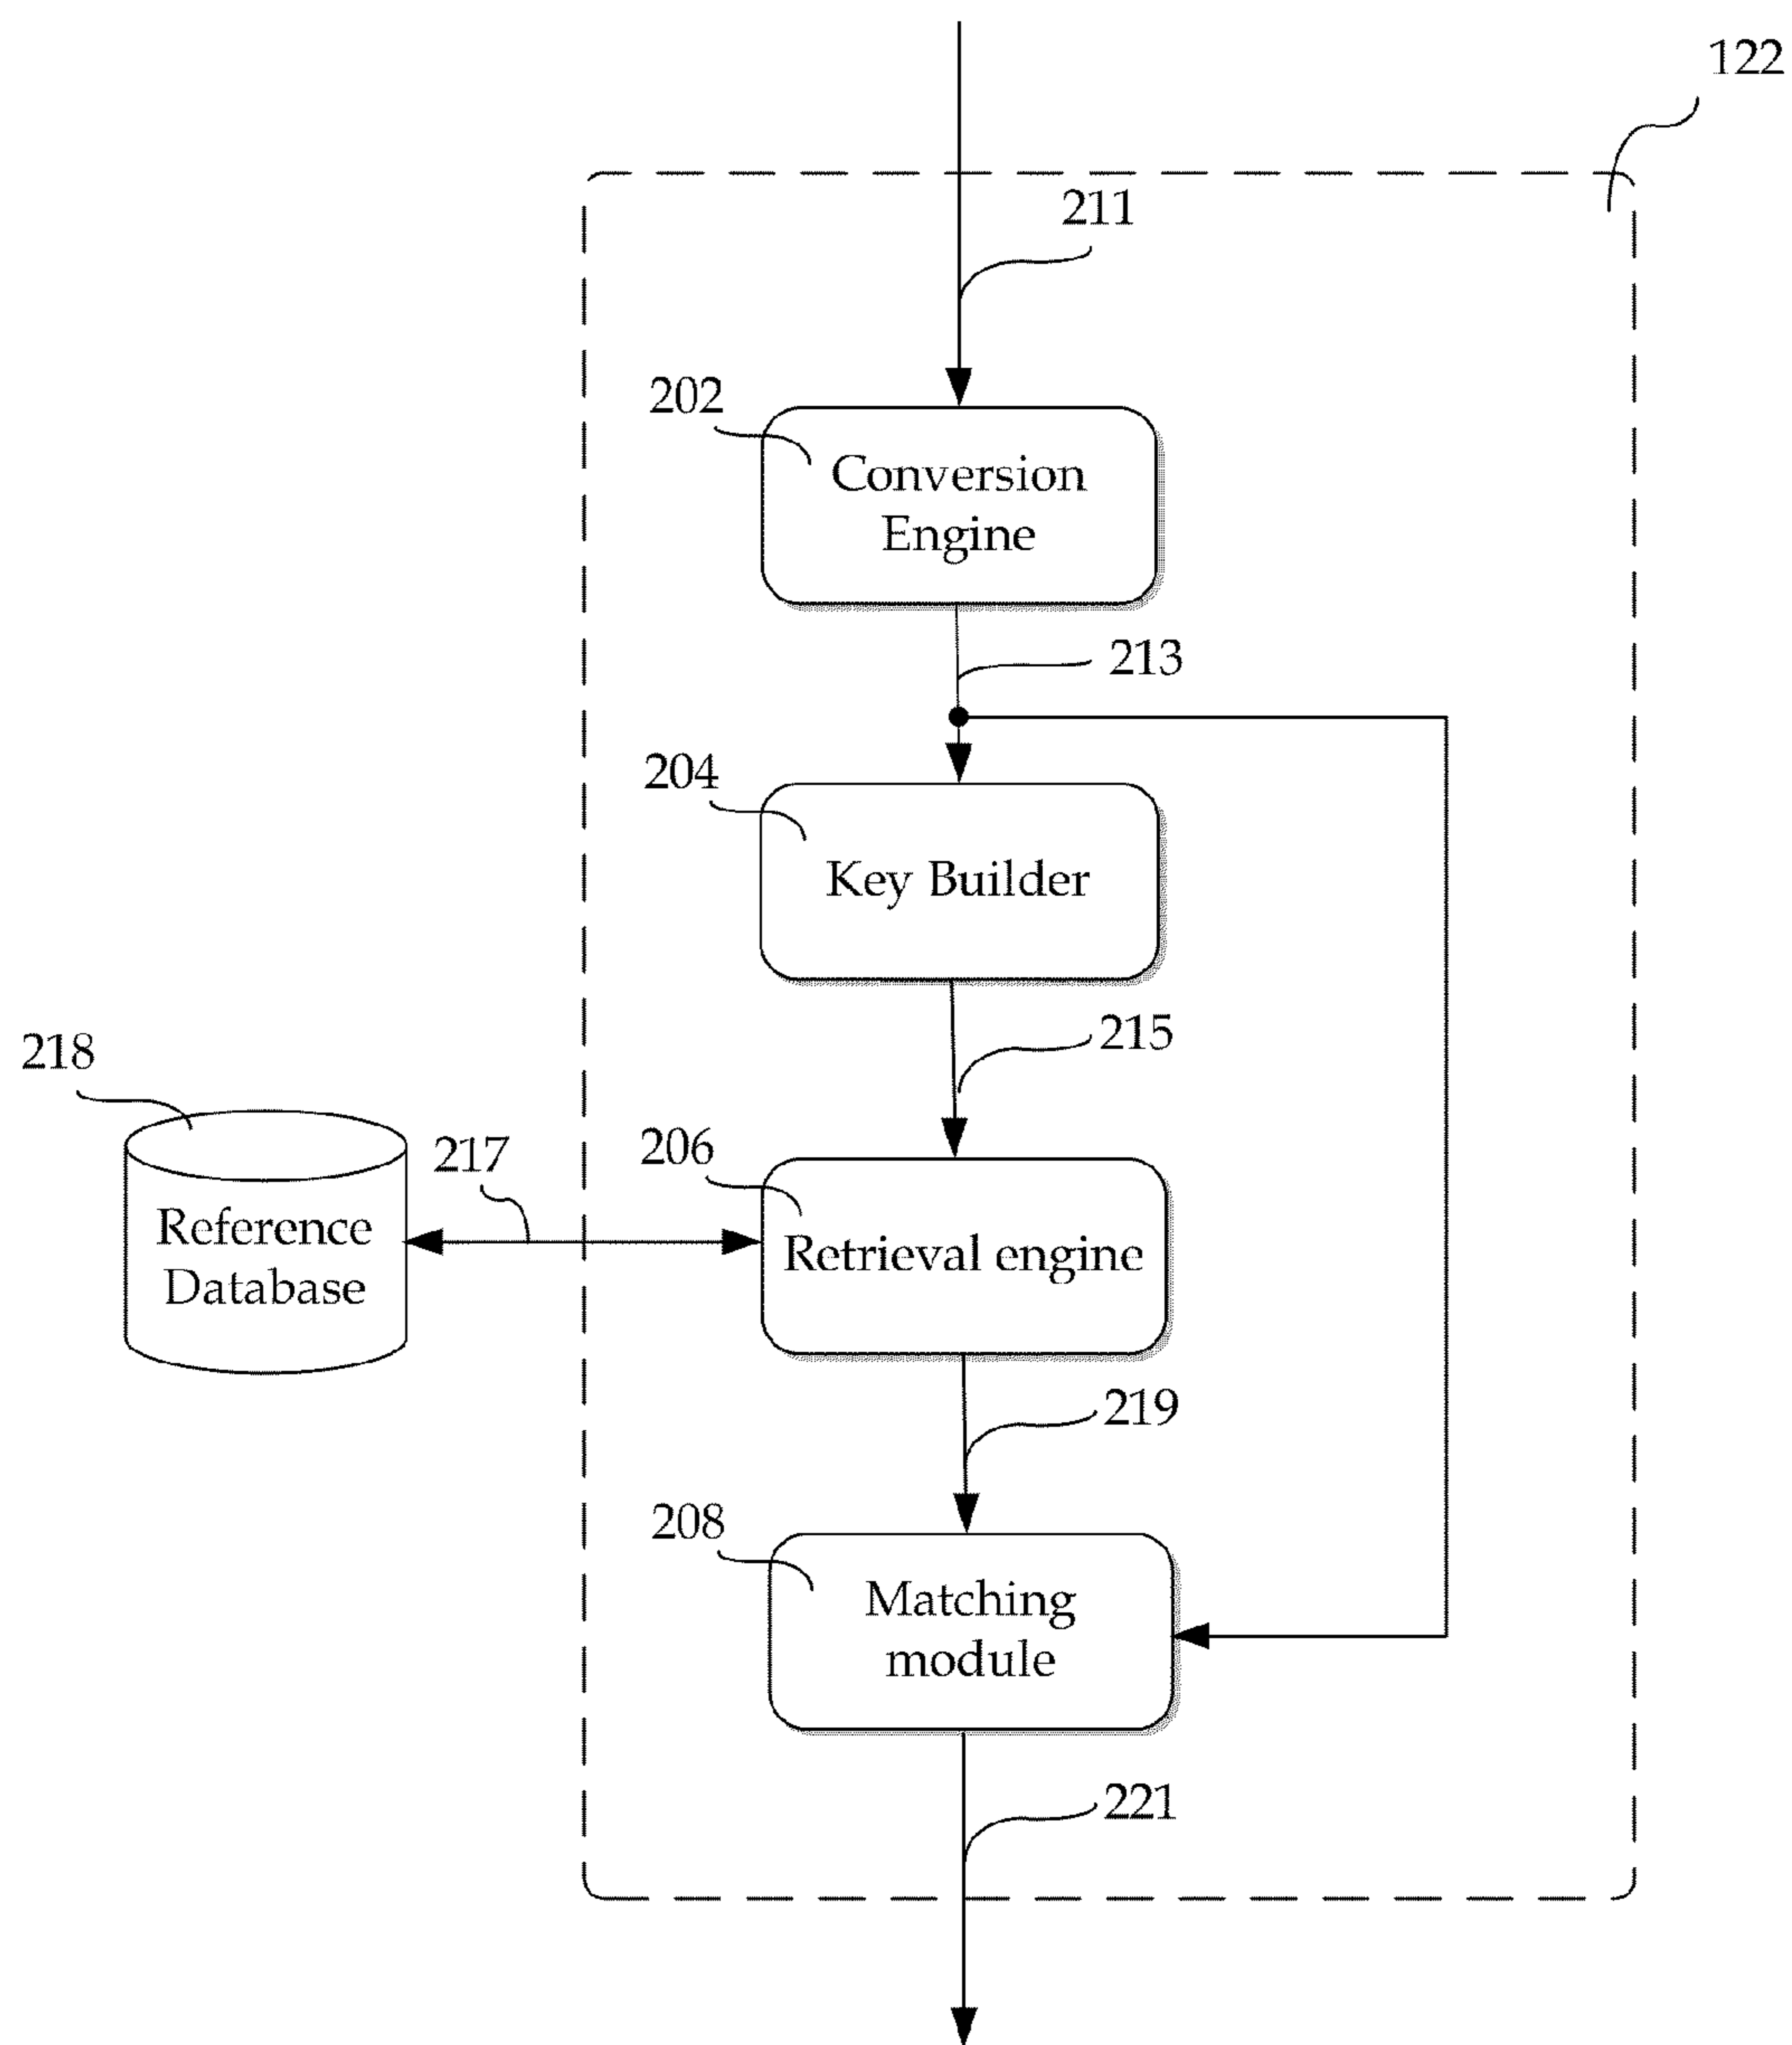 122
211
202
Conversion
Engine
213
204
Key Builder
215
218
217
206
Reference
Database
Retrieval engine
219
208
Matching
module
221